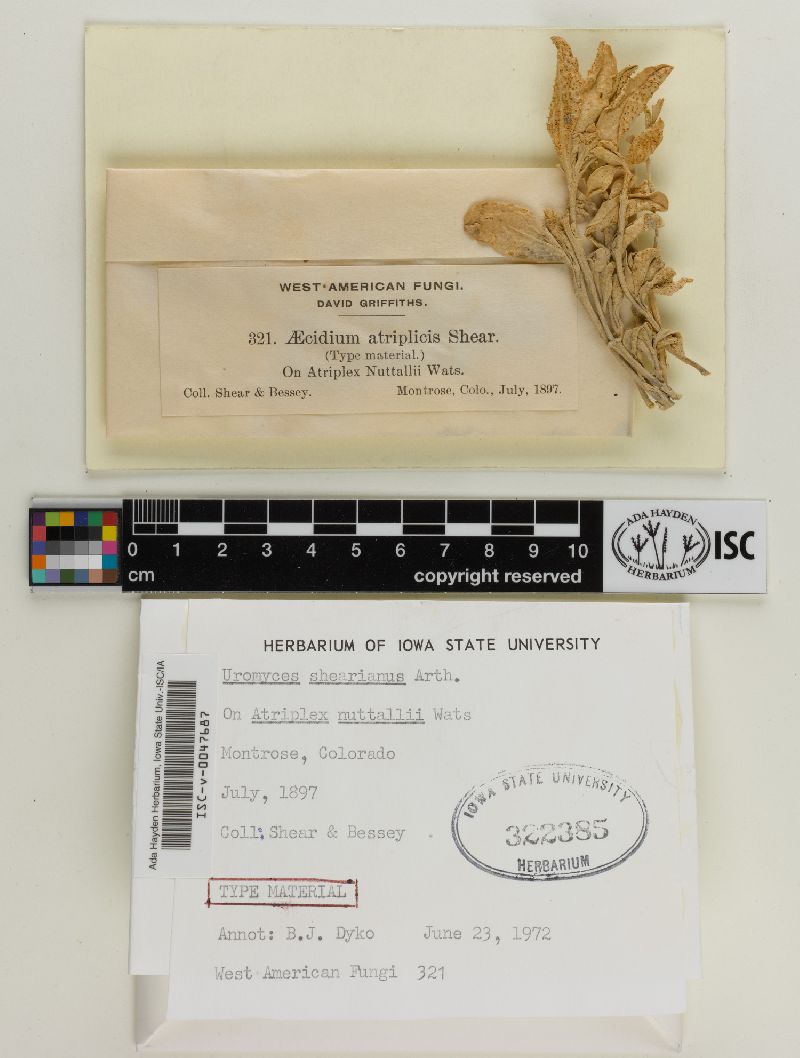 WEST AMERICAN FUNGI.
DAVID GRIFFITHS.
321. Æcidium atriplicis Shear.
(Type material.)
On Atriplex Nuttallii Wats.
Coll. Shear & Bessey. Montrose, Colo., July, 1897.
0 1 2 3 4 5 6 7 8 9 10
cm
copyright reserved
ADA HAYDEN
HERBARIUM
ISC
HERBARIUM OF IOWA STATE UNIVERSITY
Uromyces shearianus Arth.
On Atriplex nuttallii Wats
Montrose, Colorado
July, 1897
Coll: Shear & Bessey
TYPE MATERIAL
Annot: B.J. Dyko June 23, 1972
West American Fungi 321
Ada Hayden Herbarium, Iowa State Univ.-ISC/IA
ISC-v-0047687
IOWA STATE UNIVERSITY
322385
HERBARIUM